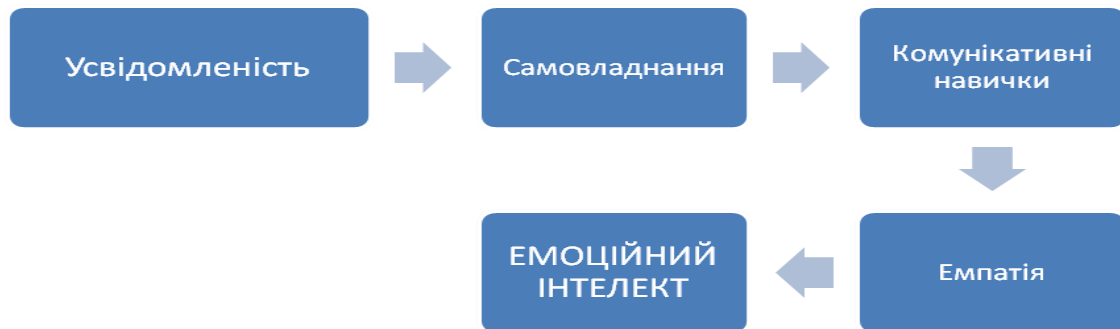 Усвідомленість
Самовладнання
Комунікативні
навички
Емпатія
ЕМОЦІЙНИЙ
ІНТЕЛЕКТ